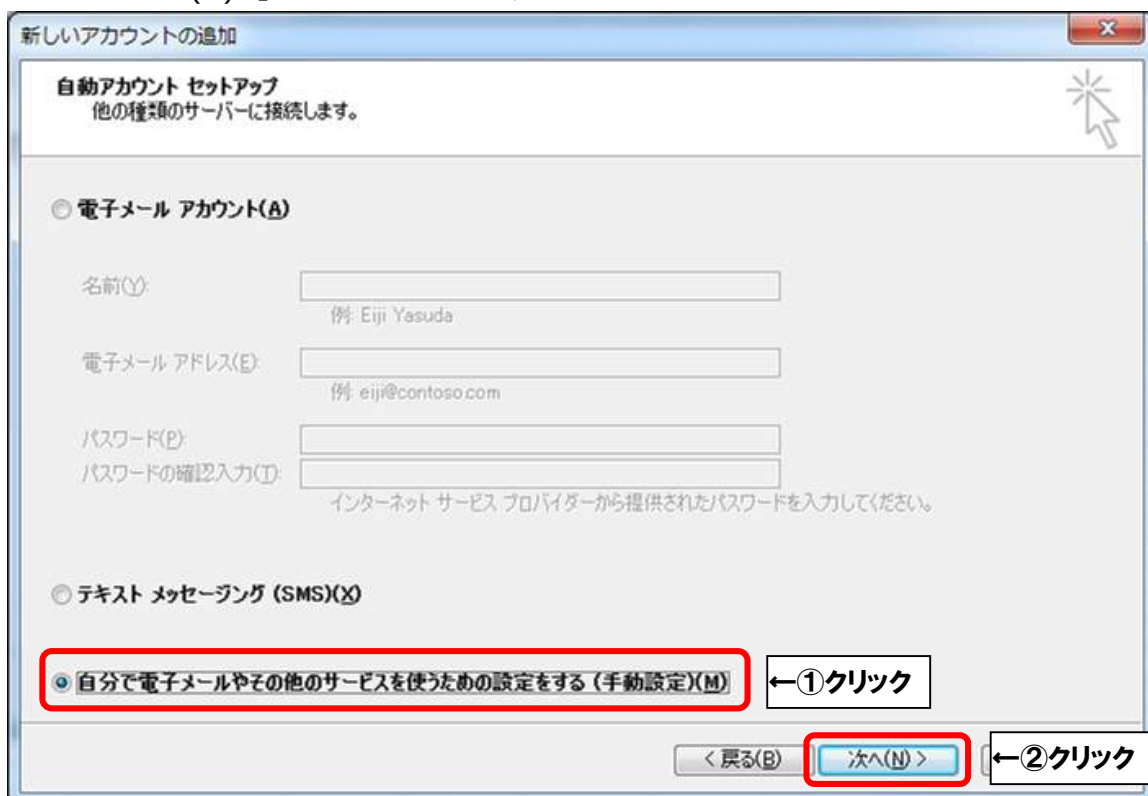 新しいアカウントの追加
自動アカウント セットアップ
他の種類のサーバーに接続します。
電子メール アカウント(A)
名前(Y):
例: Eiji Yasuda
電子メール アドレス(E):
例: eiji@contoso.com
パスワード(P):
パスワードの確認入力(T):
インターネット サービス プロバイダーから提供されたパスワードを入力してください。
テキスト メッセージング (SMS)(X)
自分で電子メールやその他のサービスを使うための設定をする (手動設定)(M)
←①クリック
< 戻る(B) 次へ(N) > ←②クリック